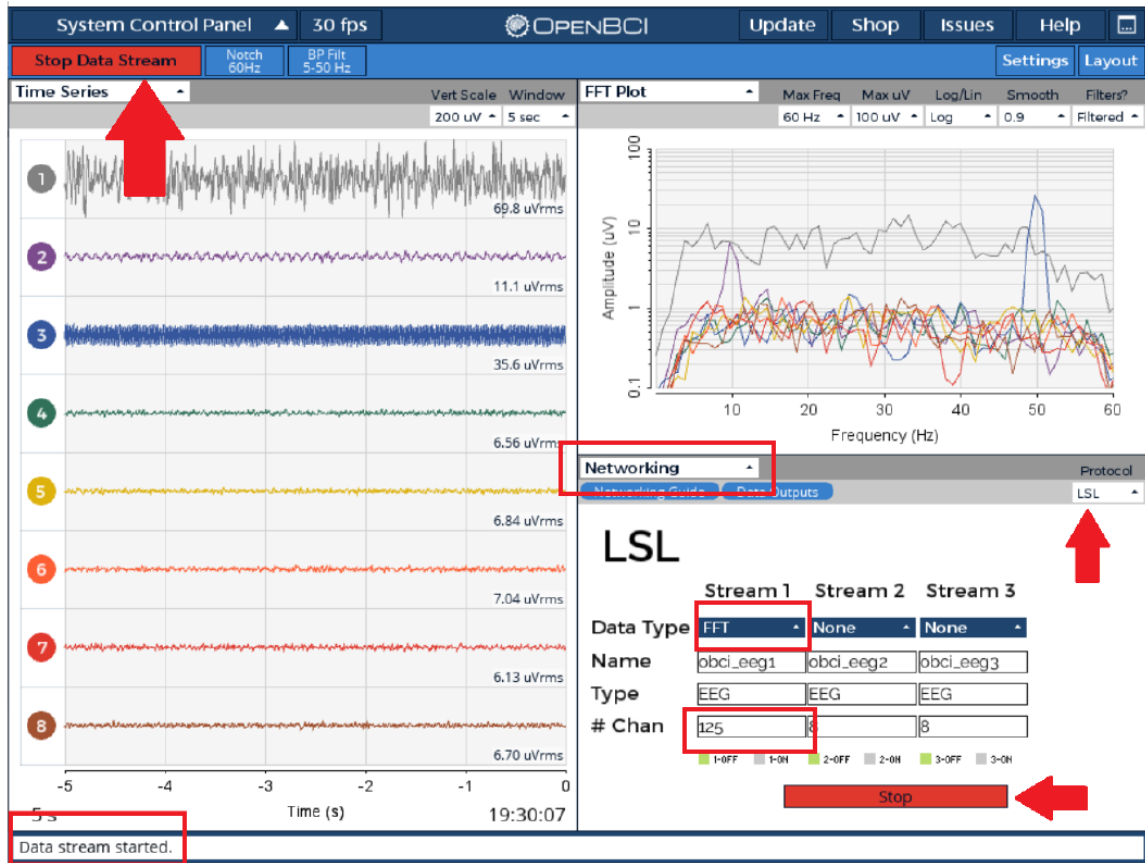 System Control Panel 30 fps OpenBCI Update Shop Issues Help
Stop Data Stream Notch 60Hz BP Filt 5-50 Hz Settings Layout
Time Series
Vert Scale Window
200 uV 5 sec
1
69.8 uVrms
2
11.1 uVrms
3
35.6 uVrms
4
6.56 uVrms
5
6.84 uVrms
6
7.04 uVrms
7
6.13 uVrms
8
6.70 uVrms
-5 -4 -3 -2 -1 0
5 s Time (s) 19:30:07
FFT Plot
Max Freq Max uV Log/Lin Smooth Filters?
60 Hz 100 uV Log 0.9 Filtered
Amplitude (uV)
100
10
1
0.1
10 20 30 40 50 60
Frequency (Hz)
Networking
Protocol
Networking Guide Data Outputs LSL
LSL
Stream 1 Stream 2 Stream 3
Data Type FFT None None
Name obci_eeg1 obci_eeg2 obci_eeg3
Type EEG EEG EEG
# Chan 125 8 8
1-OFF 1-ON 2-OFF 2-ON 3-OFF 3-ON
Stop
Data stream started.